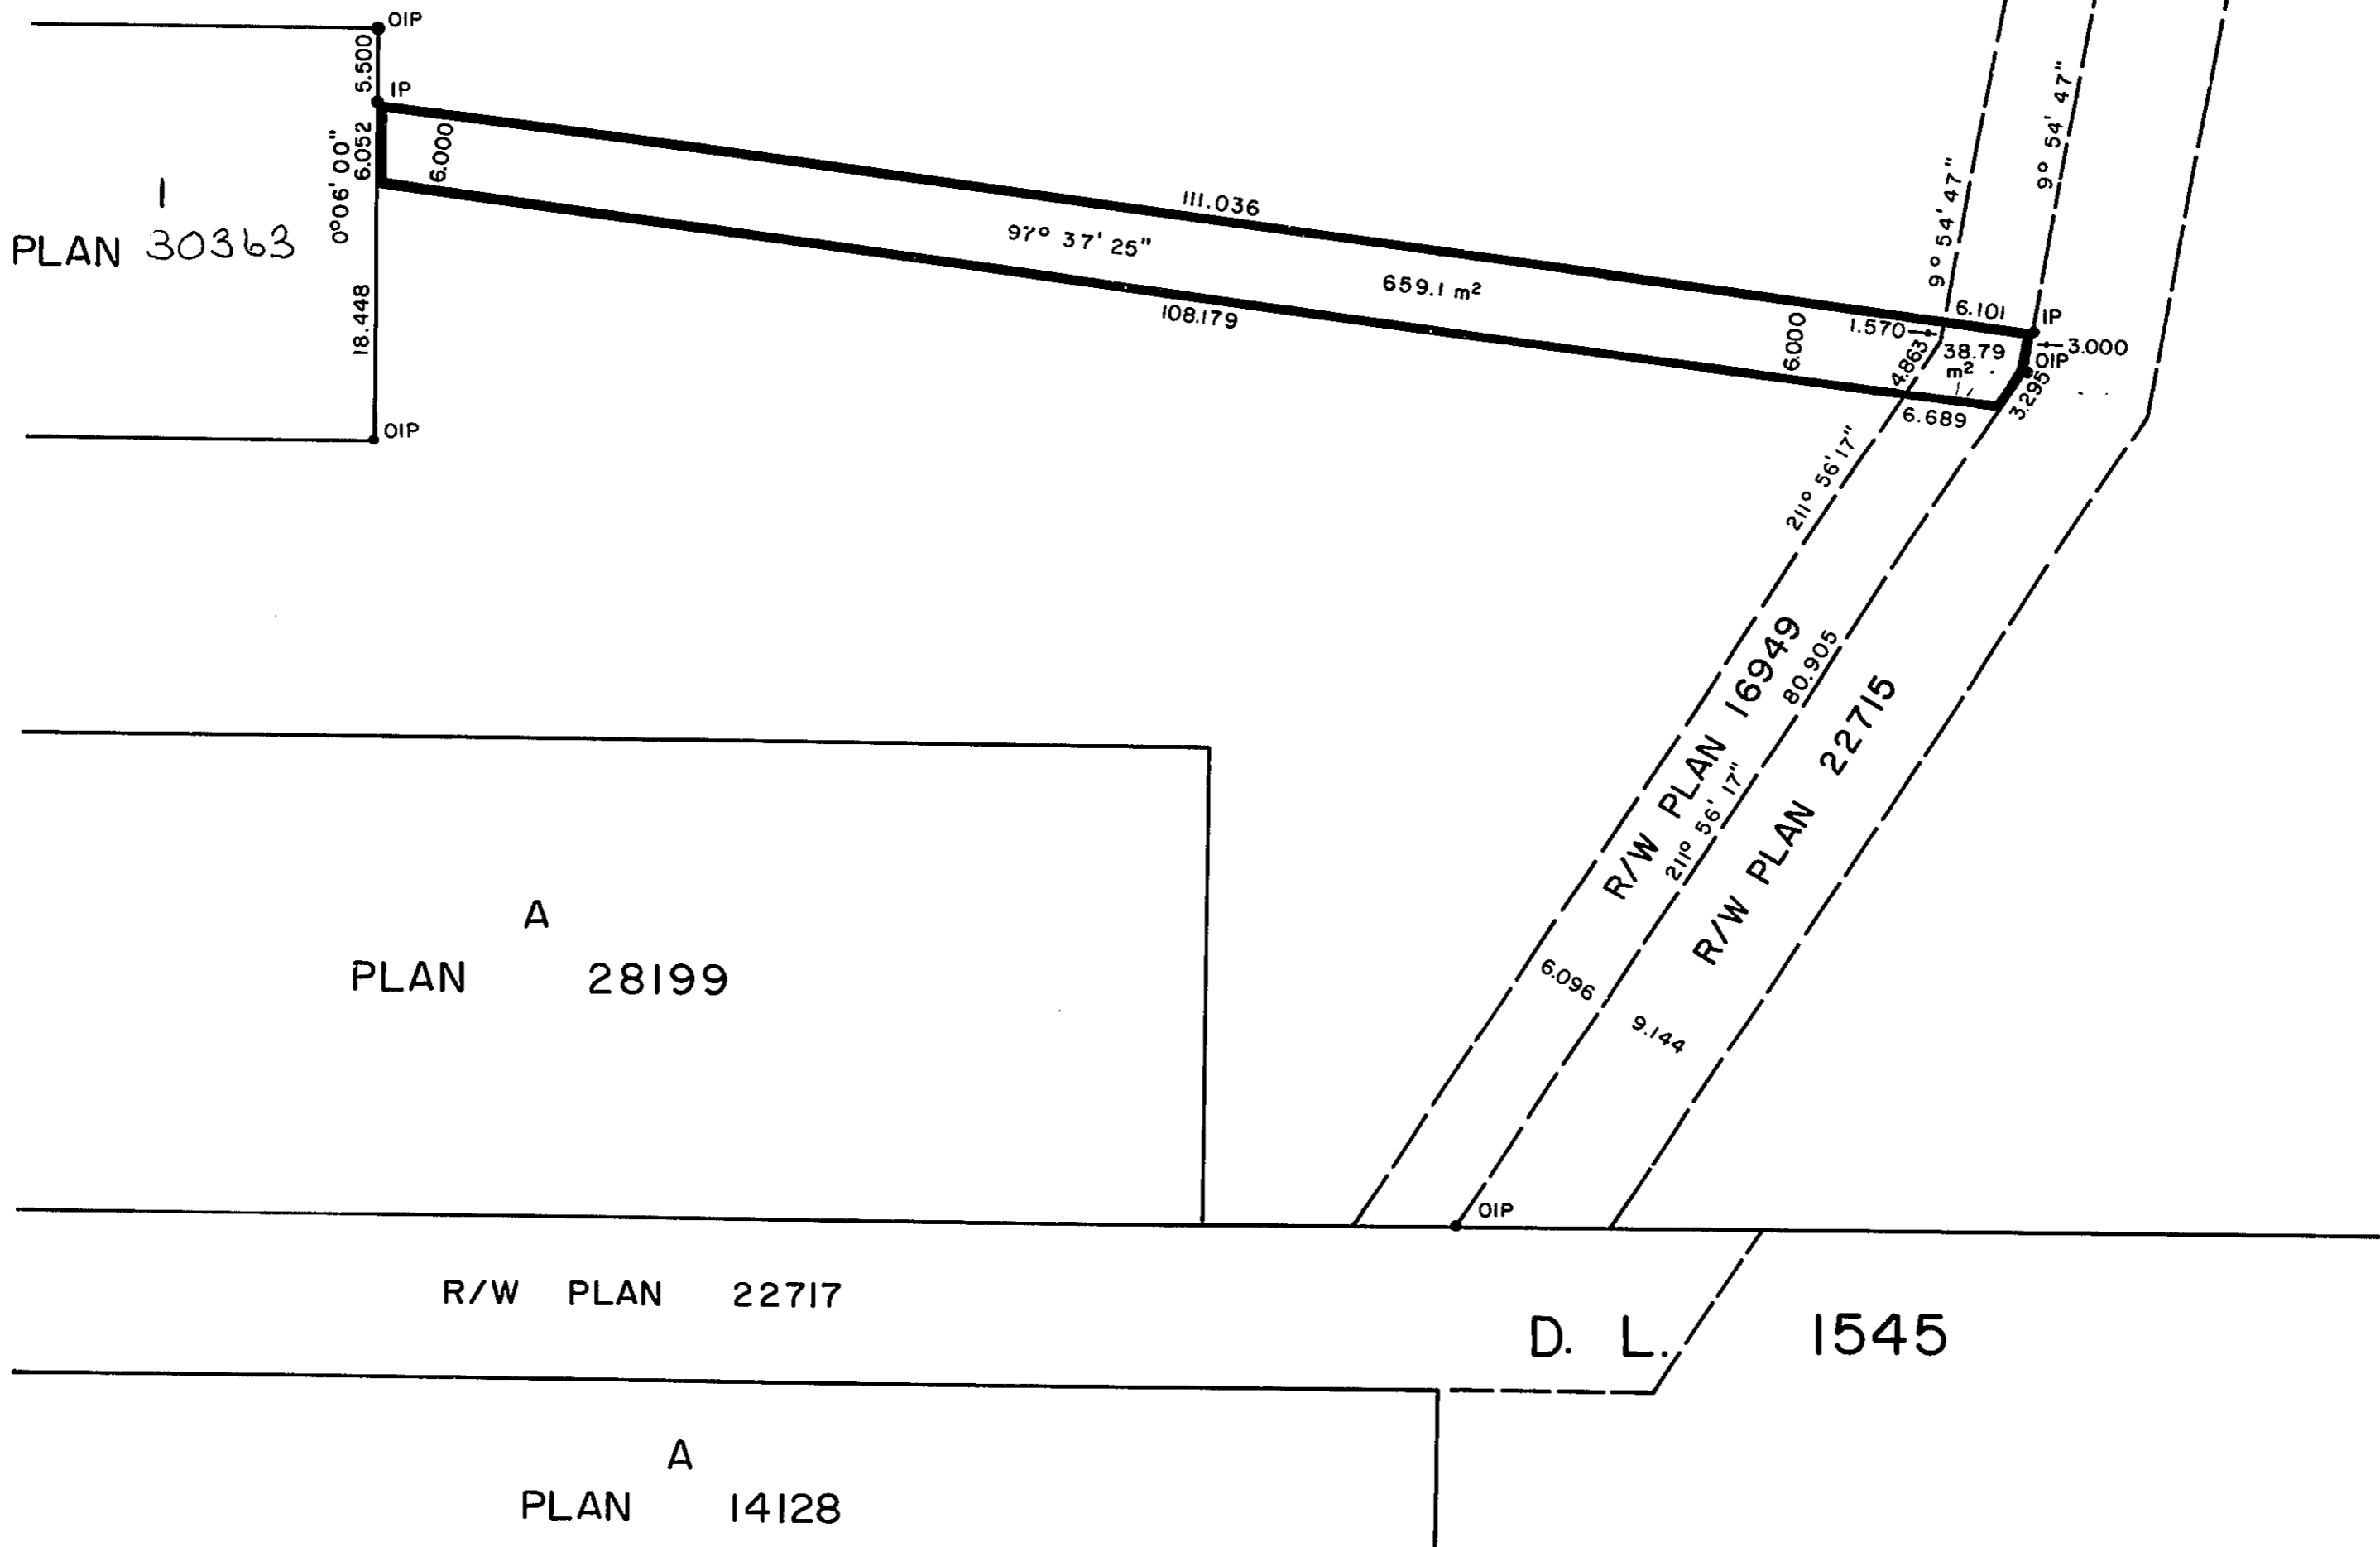 OIP
5.500
IP
6.052
0°06' 00"
6.000
1
PLAN 30363
18.448
OIP
111.036
97° 37' 25"
659.1 m²
108.179
6.000
9° 54' 47"
9° 54' 47"
6.101
IP
1.570
3.000
4.863
38.79
m²
OIP
3.295
6.689
211° 56' 17"
R/W PLAN 16949
80.905
211° 56' 17"
R/W PLAN 22715
6.096
9.144
A
PLAN 28199
OIP
R/W PLAN 22717
D. L. 1545
A
PLAN 14128